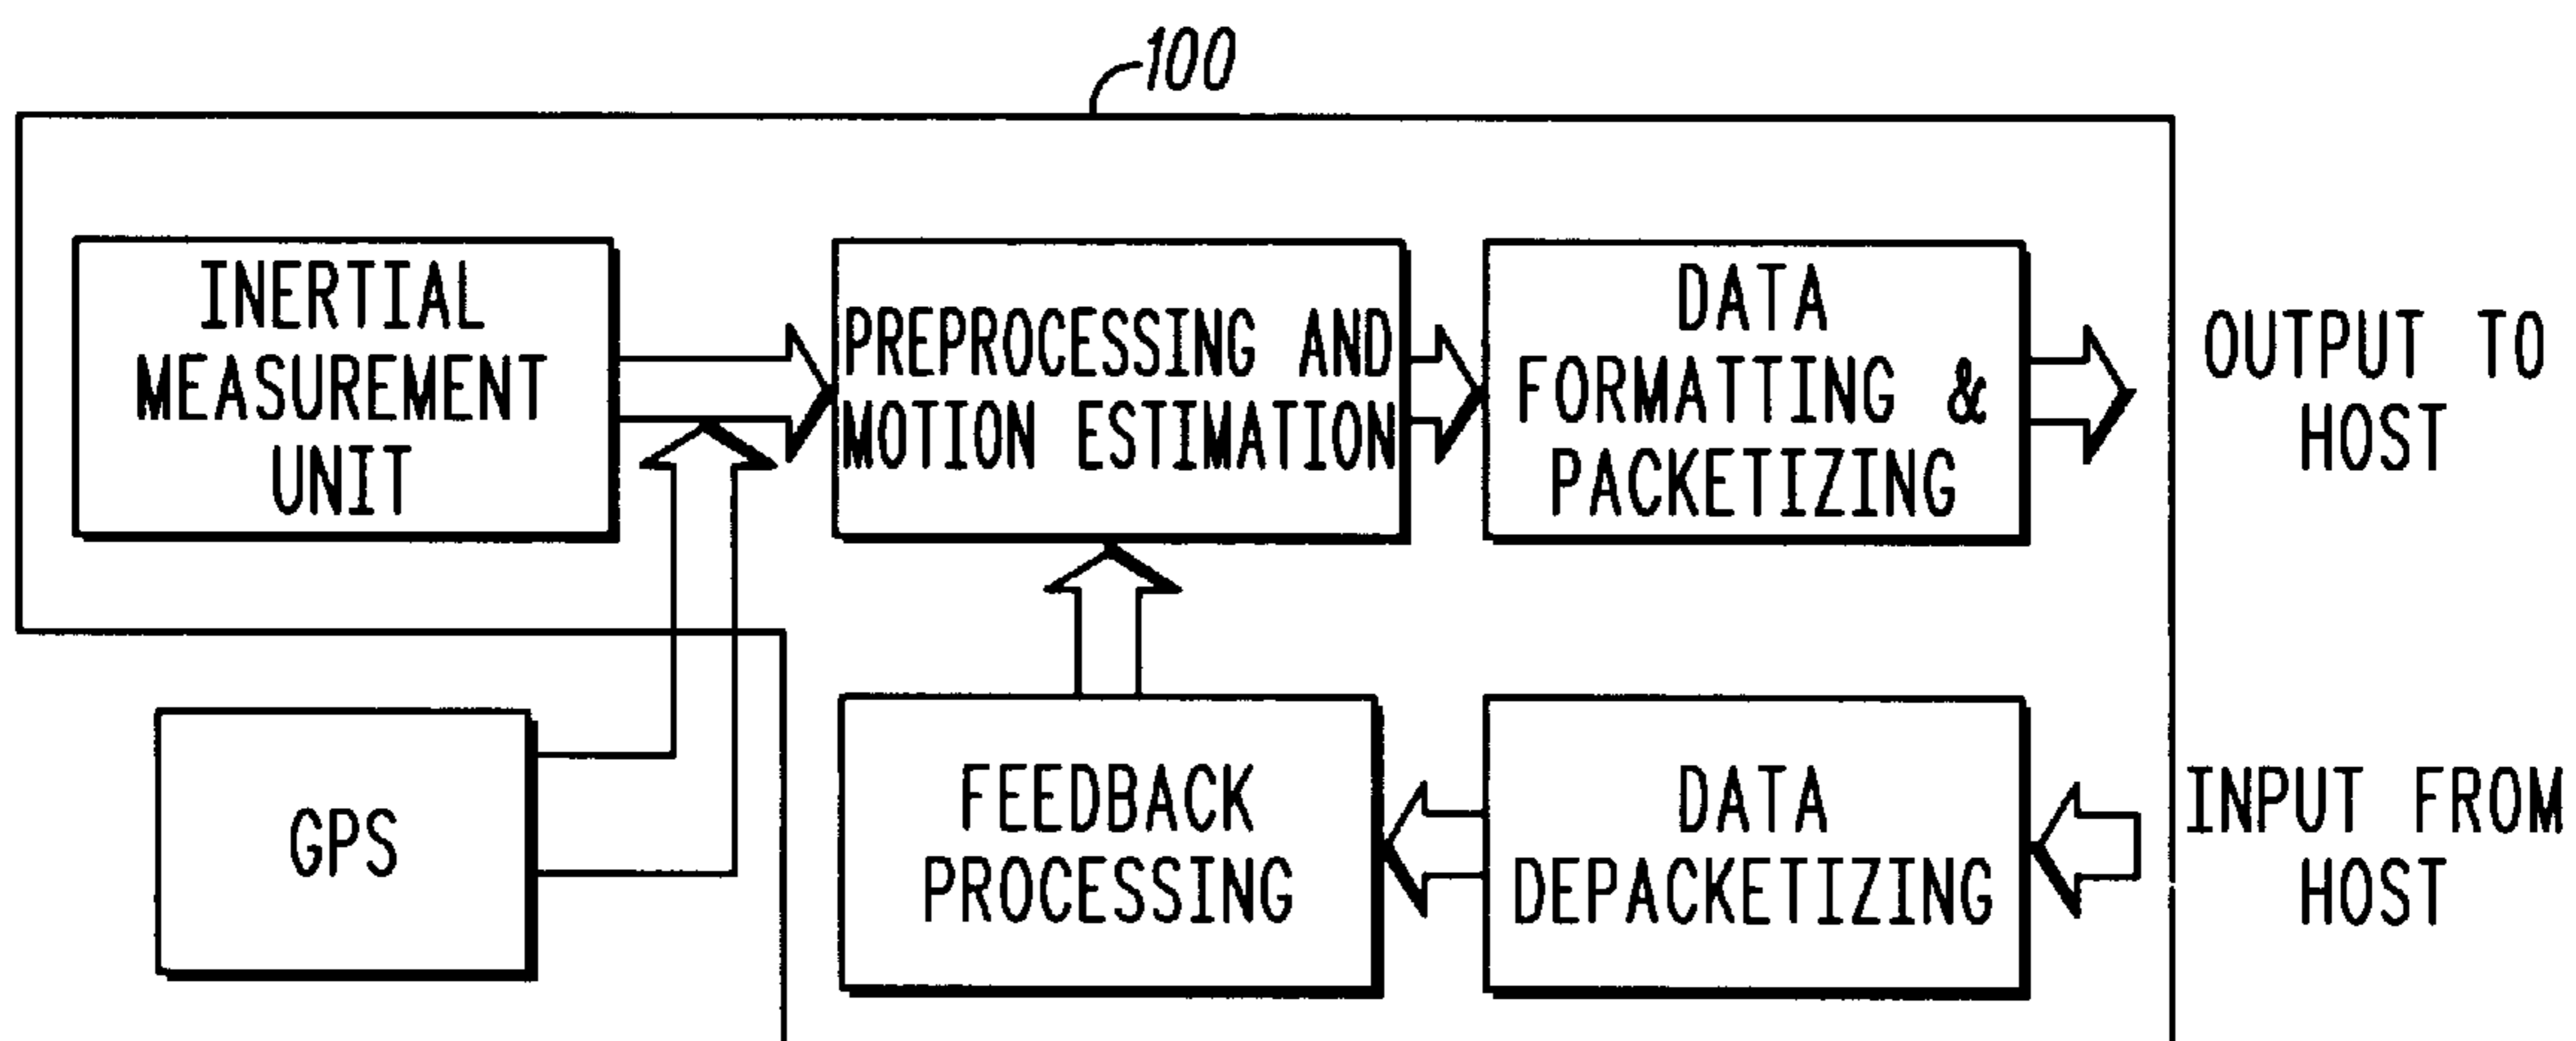 100
INERTIAL
MEASUREMENT
UNIT
PREPROCESSING AND
MOTION ESTIMATION
DATA
FORMATTING &
PACKETIZING
OUTPUT TO
HOST
GPS
FEEDBACK
PROCESSING
DATA
DEPACKETIZING
INPUT FROM
HOST